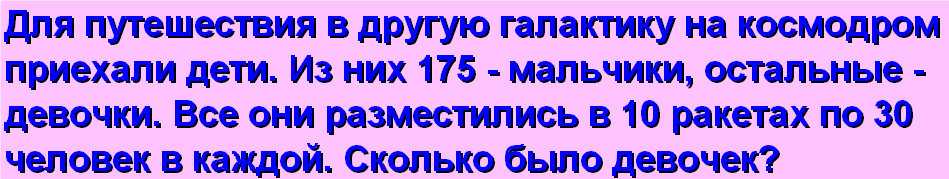 Для путешествия в другую галактику на космодром
приехали дети. Из них 175 - мальчики, остальные -
девочки. Все они разместились в 10 ракетах по 30
человек в каждой. Сколько было девочек?